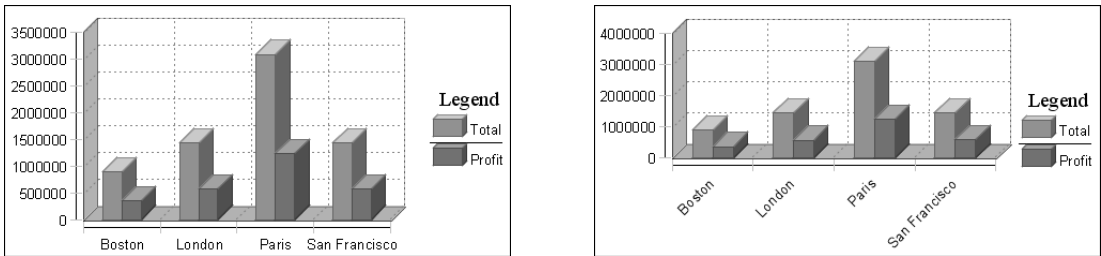 3500000
3000000
2500000
2000000
1500000
1000000
500000
0
Boston London Paris San Francisco
Legend
Total
Profit
4000000
3000000
2000000
1000000
0
Boston
London
Paris
San Francisco
Legend
Total
Profit